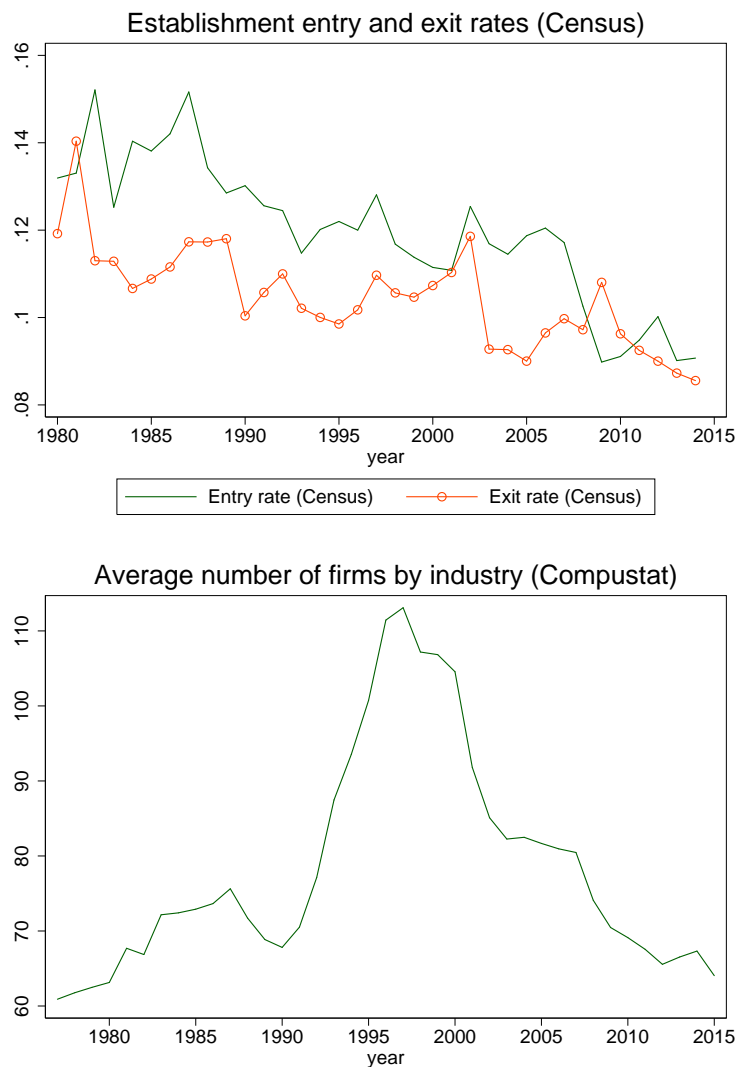 Establishment entry and exit rates (Census)
.16
.14
.12
.1
.08
1980 1985 1990 1995 2000 2005 2010 2015
year
Entry rate (Census) Exit rate (Census)
Average number of firms by industry (Compustat)
110
100
90
80
70
60
1980 1985 1990 1995 2000 2005 2010 2015
year